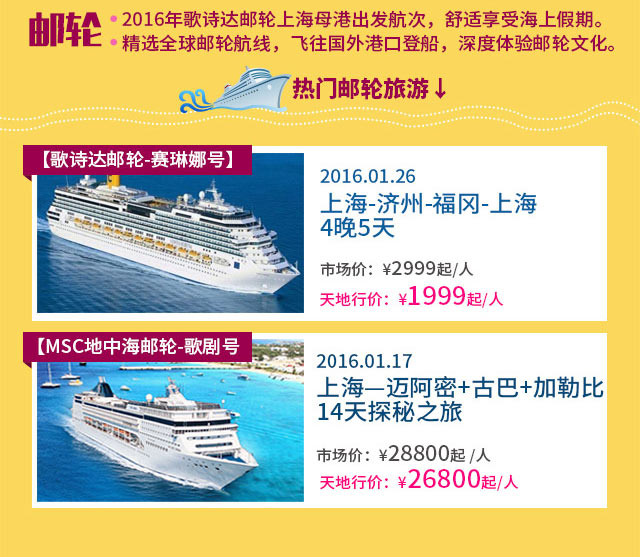 邮轮
• 2016年歌诗达邮轮上海母港出发航次，舒适享受海上假期。
• 精选全球邮轮航线，飞往国外港口登船，深度体验邮轮文化。
热门邮轮旅游↓
【歌诗达邮轮-赛琳娜号】
2016.01.26
上海-济州-福冈-上海
4晚5天
市场价：¥2999起/人
天地行价：¥1999起/人
【MSC地中海邮轮-歌剧号
2016.01.17
上海—迈阿密+古巴+加勒比
14天探秘之旅
市场价：¥28800起 /人
天地行价：¥26800起/人